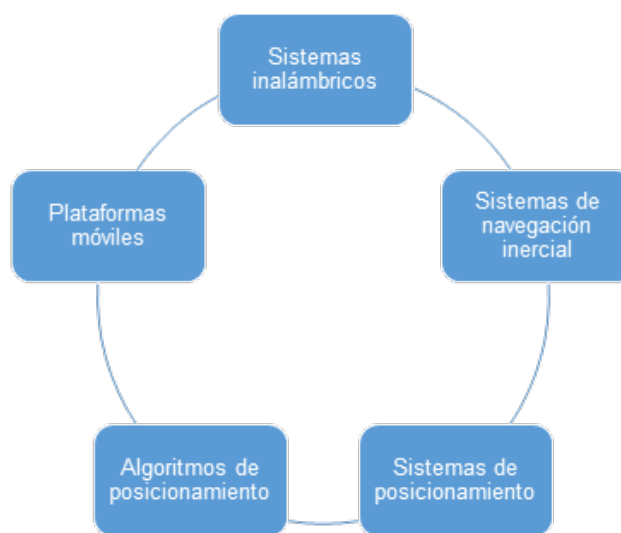 Sistemas
inalámbricos
Sistemas de
navegación
inercial
Sistemas de
posicionamiento
Algoritmos de
posicionamiento
Plataformas
móviles